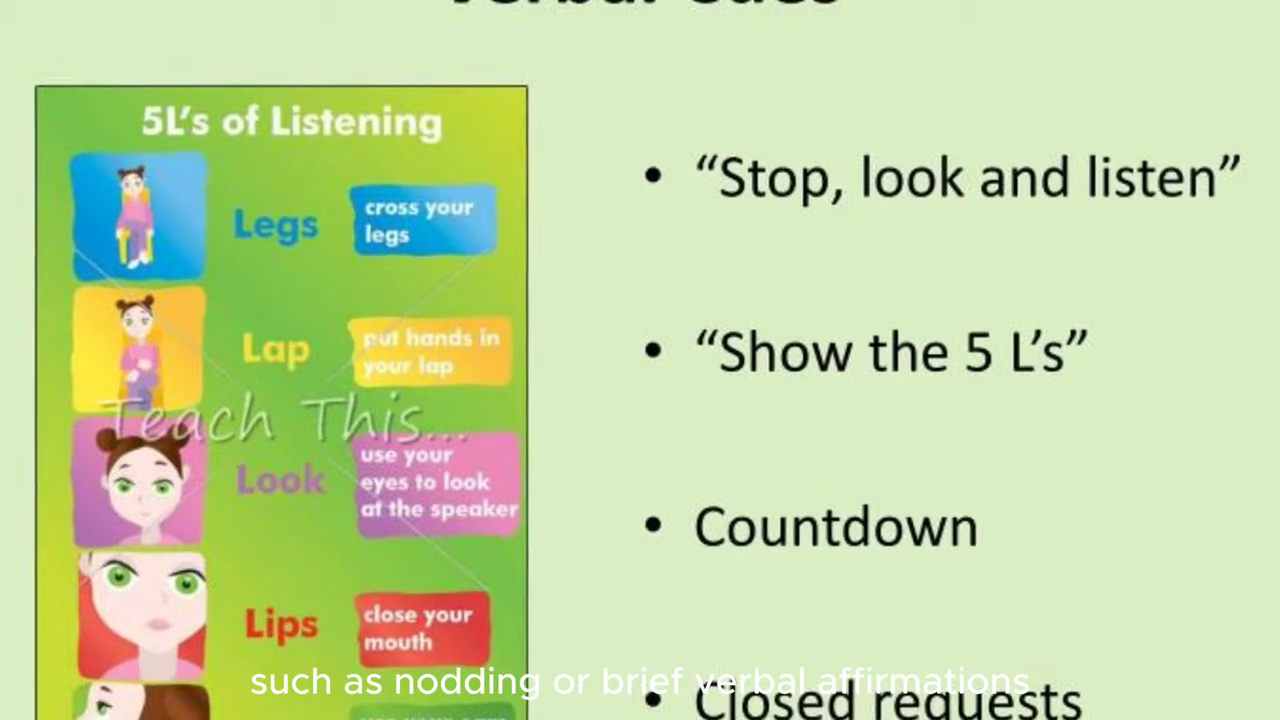 Verbal Cues
5L's of Listening
Legs
cross your
legs
Lap
put hands in
your lap
Teach This...
Look
use your
eyes to look
at the speaker
Lips
close your
mouth
“Stop, look and listen”
“Show the 5 L’s”
Countdown
Closed requests
such as nodding or brief verbal affirmations